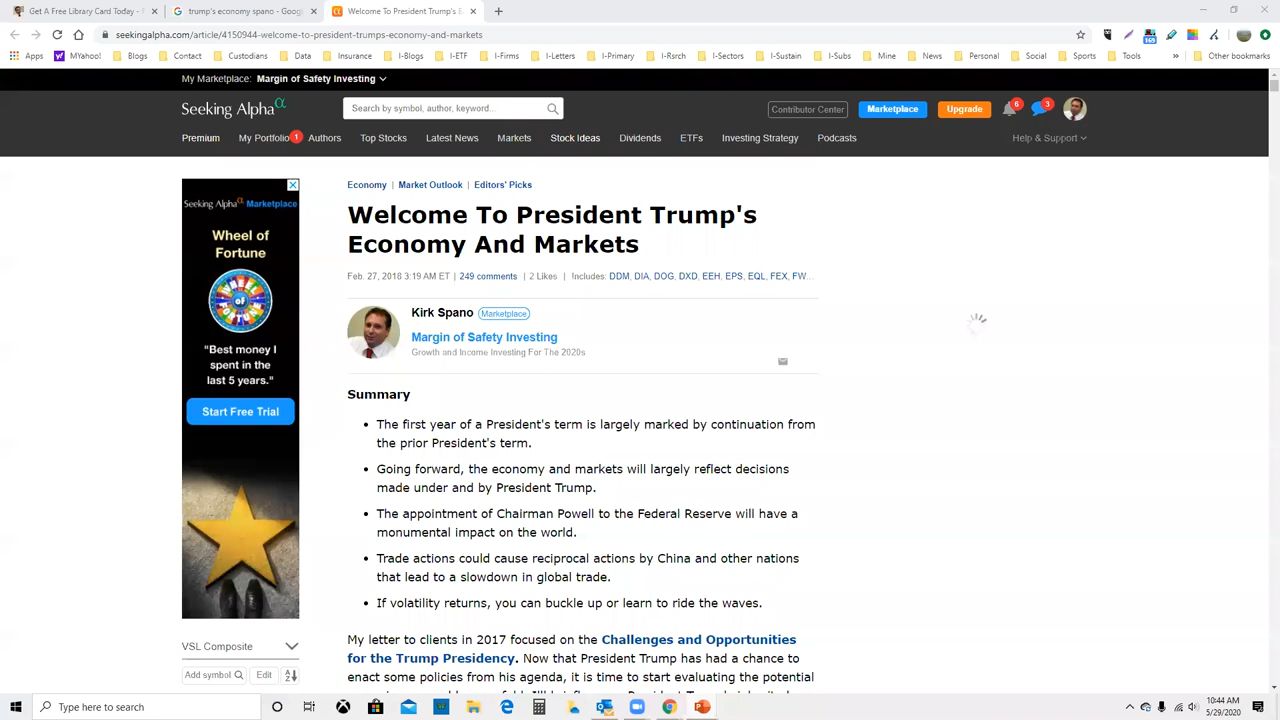 Get A Free Library Card Today -
trump's economy spano - Googl
Welcome To President Trump's E
seekingalpha.com/article/4150944-welcome-to-president-trumps-economy-and-markets
169
Apps
MYahoo!
Blogs
Contact
Custodians
Data
Insurance
I-Blogs
I-ETF
I-Firms
I-Letters
I-Primary
I-Rsrch
I-Sectors
I-Sustain
I-Subs
Mine
News
Personal
Social
Sports
Tools
»
Other bookmarks
My Marketplace: Margin of Safety Investing
Seeking Alpha α
Search by symbol, author, keyword...
Contributor Center
Marketplace
Upgrade
6
3
Premium
My Portfolio
1
Authors
Top Stocks
Latest News
Markets
Stock Ideas
Dividends
ETFs
Investing Strategy
Podcasts
Help & Support
Seeking Alpha α Marketplace
Wheel of
Fortune
WHEEL OF FORTUNE
"Best money I
spent in the
last 5 years."
Start Free Trial
VSL Composite
Add symbol
Edit
Economy | Market Outlook | Editors' Picks
Welcome To President Trump's
Economy And Markets
Feb. 27, 2018 3:19 AM ET | 249 comments | 2 Likes | Includes: DDM, DIA, DOG, DXD, EEH, EPS, EQL, FEX, FW...
Kirk Spano Marketplace
Margin of Safety Investing
Growth and Income Investing For The 2020s
Summary
• The first year of a President's term is largely marked by continuation from
the prior President's term.
• Going forward, the economy and markets will largely reflect decisions
made under and by President Trump.
• The appointment of Chairman Powell to the Federal Reserve will have a
monumental impact on the world.
• Trade actions could cause reciprocal actions by China and other nations
that lead to a slowdown in global trade.
• If volatility returns, you can buckle up or learn to ride the waves.
My letter to clients in 2017 focused on the Challenges and Opportunities
for the Trump Presidency. Now that President Trump has had a chance to
enact some policies from his agenda, it is time to start evaluating the potential
Type here to search
10:44 AM
5/29/2020